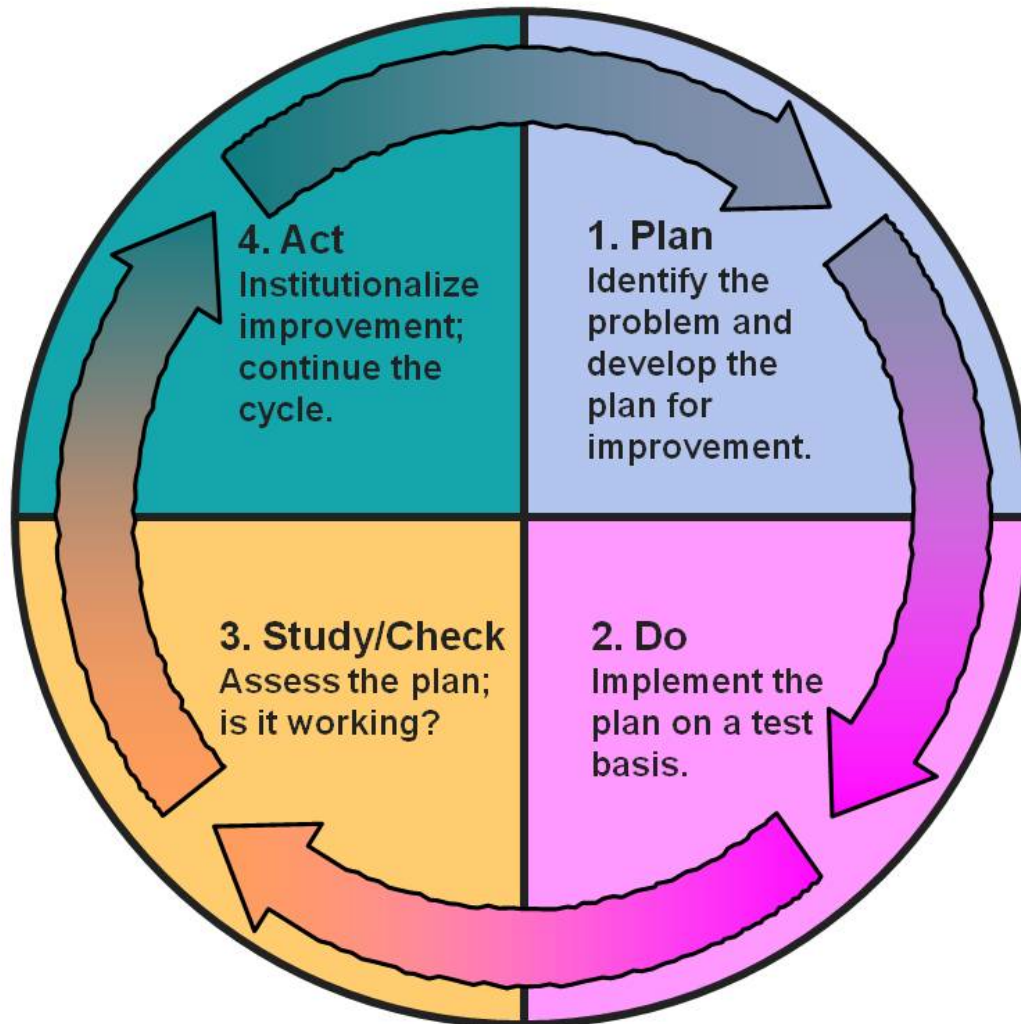 1. Plan
Identify the
problem and
develop the
plan for
improvement.
2. Do
Implement the
plan on a test
basis.
3. Study/Check
Assess the plan;
is it working?
4. Act
Institutionalize
improvement;
continue the
cycle.